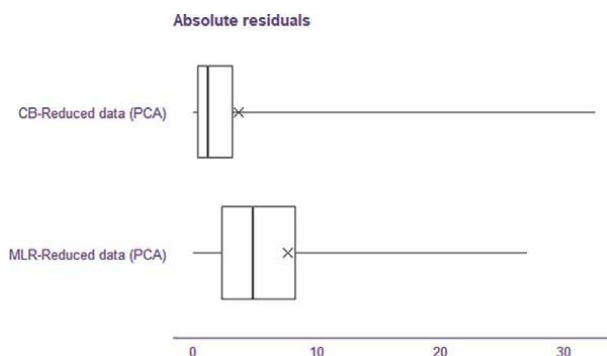 Absolute residuals
CB-Reduced data (PCA)
MLR-Reduced data (PCA)
0 10 20 30